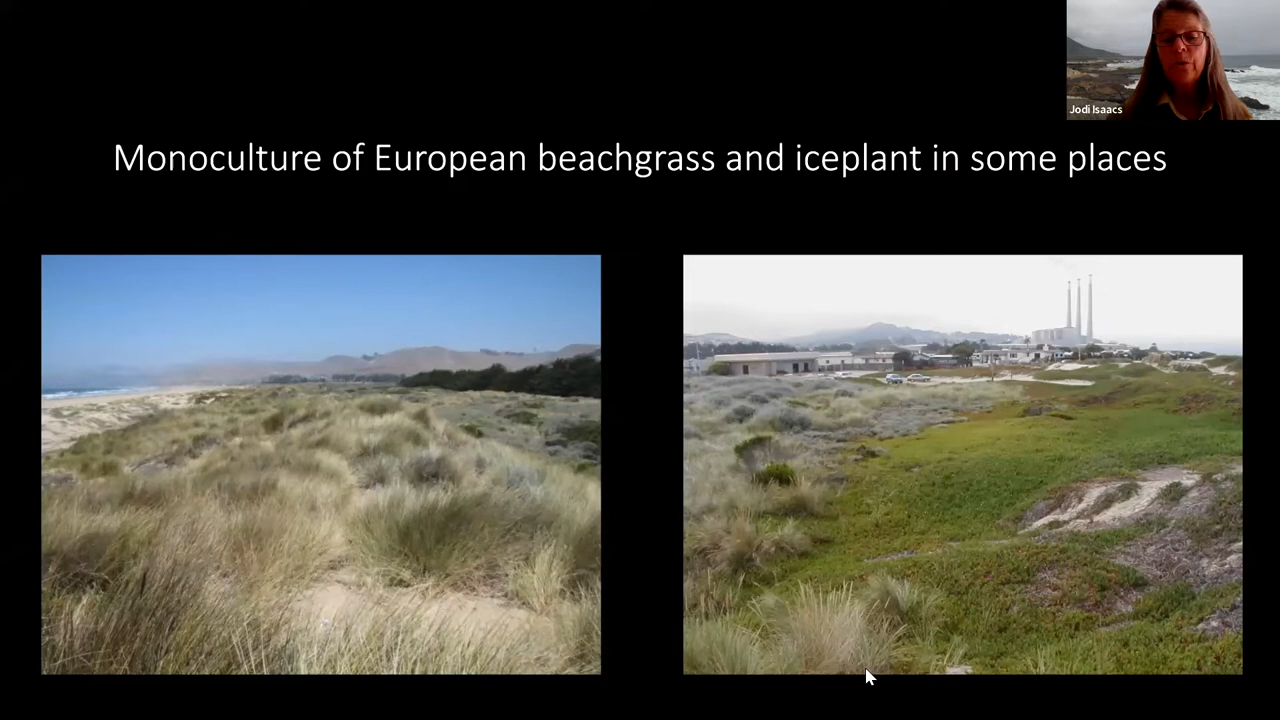 Jodi Isaacs
Monoculture of European beachgrass and iceplant in some places